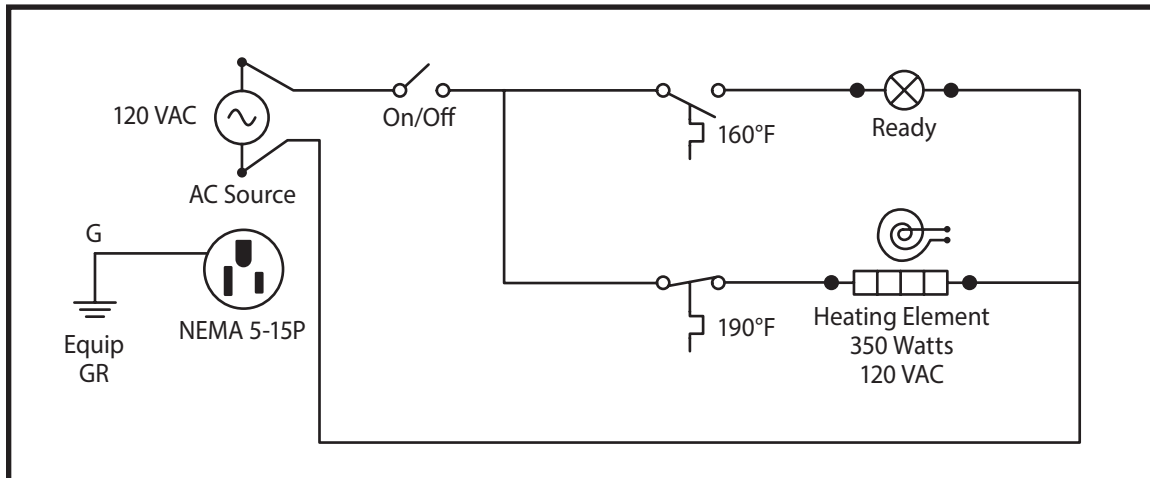 120 VAC
AC Source
On/Off
160°F
Ready
G
Equip
GR
NEMA 5-15P
190°F
Heating Element
350 Watts
120 VAC